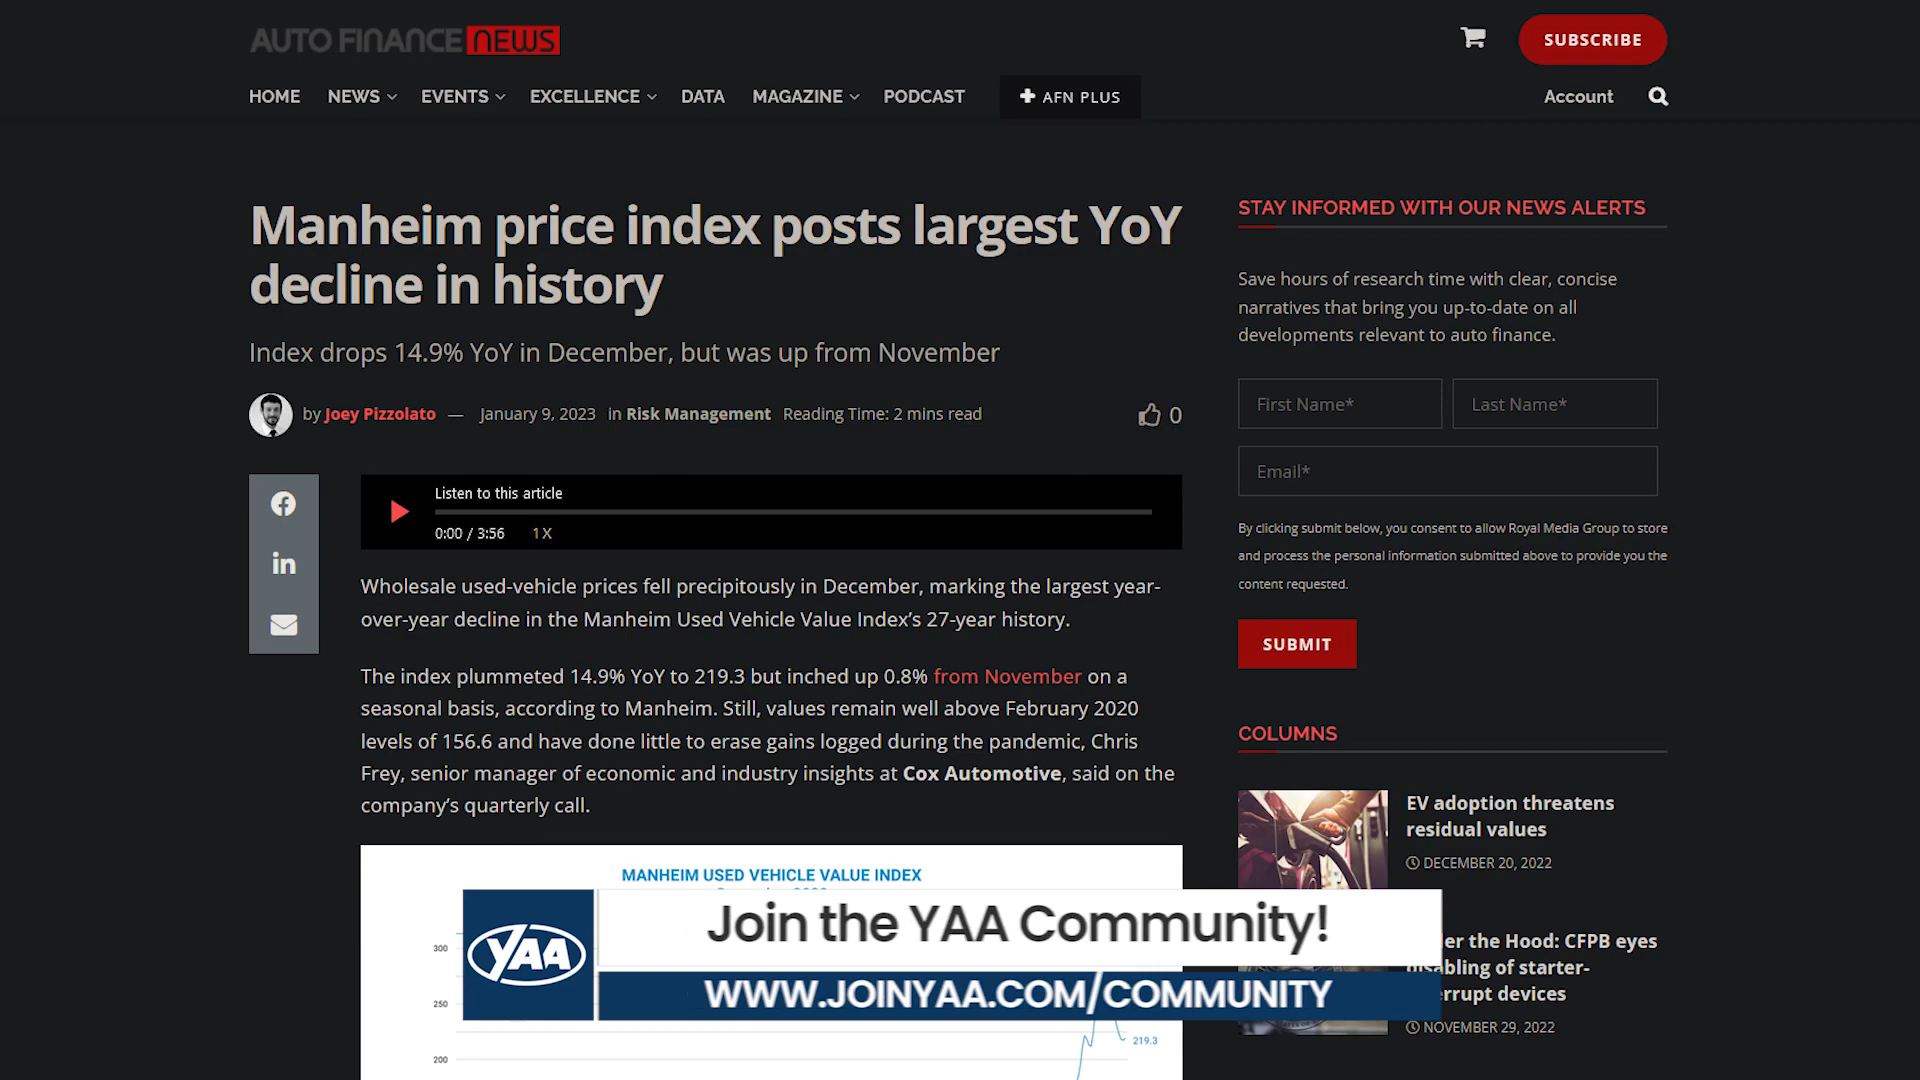 AUTO FINANCE NEWS
SUBSCRIBE
HOME NEWS EVENTS EXCELLENCE DATA MAGAZINE PODCAST AFN PLUS Account
Manheim price index posts largest YoY
decline in history
Index drops 14.9% YoY in December, but was up from November
by Joey Pizzolato — January 9, 2023 in Risk Management Reading Time: 2 mins read
0
Listen to this article
0:00 / 3:56 1X
Wholesale used-vehicle prices fell precipitously in December, marking the largest year-
over-year decline in the Manheim Used Vehicle Value Index’s 27-year history.
The index plummeted 14.9% YoY to 219.3 but inched up 0.8% from November on a
seasonal basis, according to Manheim. Still, values remain well above February 2020
levels of 156.6 and have done little to erase gains logged during the pandemic, Chris
Frey, senior manager of economic and industry insights at Cox Automotive, said on the
company’s quarterly call.
MANHEIM USED VEHICLE VALUE INDEX
300
250
200
219.3
YAA
Join the YAA Community!
WWW.JOINYAA.COM/COMMUNITY
STAY INFORMED WITH OUR NEWS ALERTS
Save hours of research time with clear, concise
narratives that bring you up-to-date on all
developments relevant to auto finance.
First Name* Last Name*
Email*
By clicking submit below, you consent to allow Royal Media Group to store
and process the personal information submitted above to provide you the
content requested.
SUBMIT
COLUMNS
EV adoption threatens
residual values
DECEMBER 20, 2022
the Hood: CFPB eyes
of starter-
devices
NOVEMBER 29, 2022